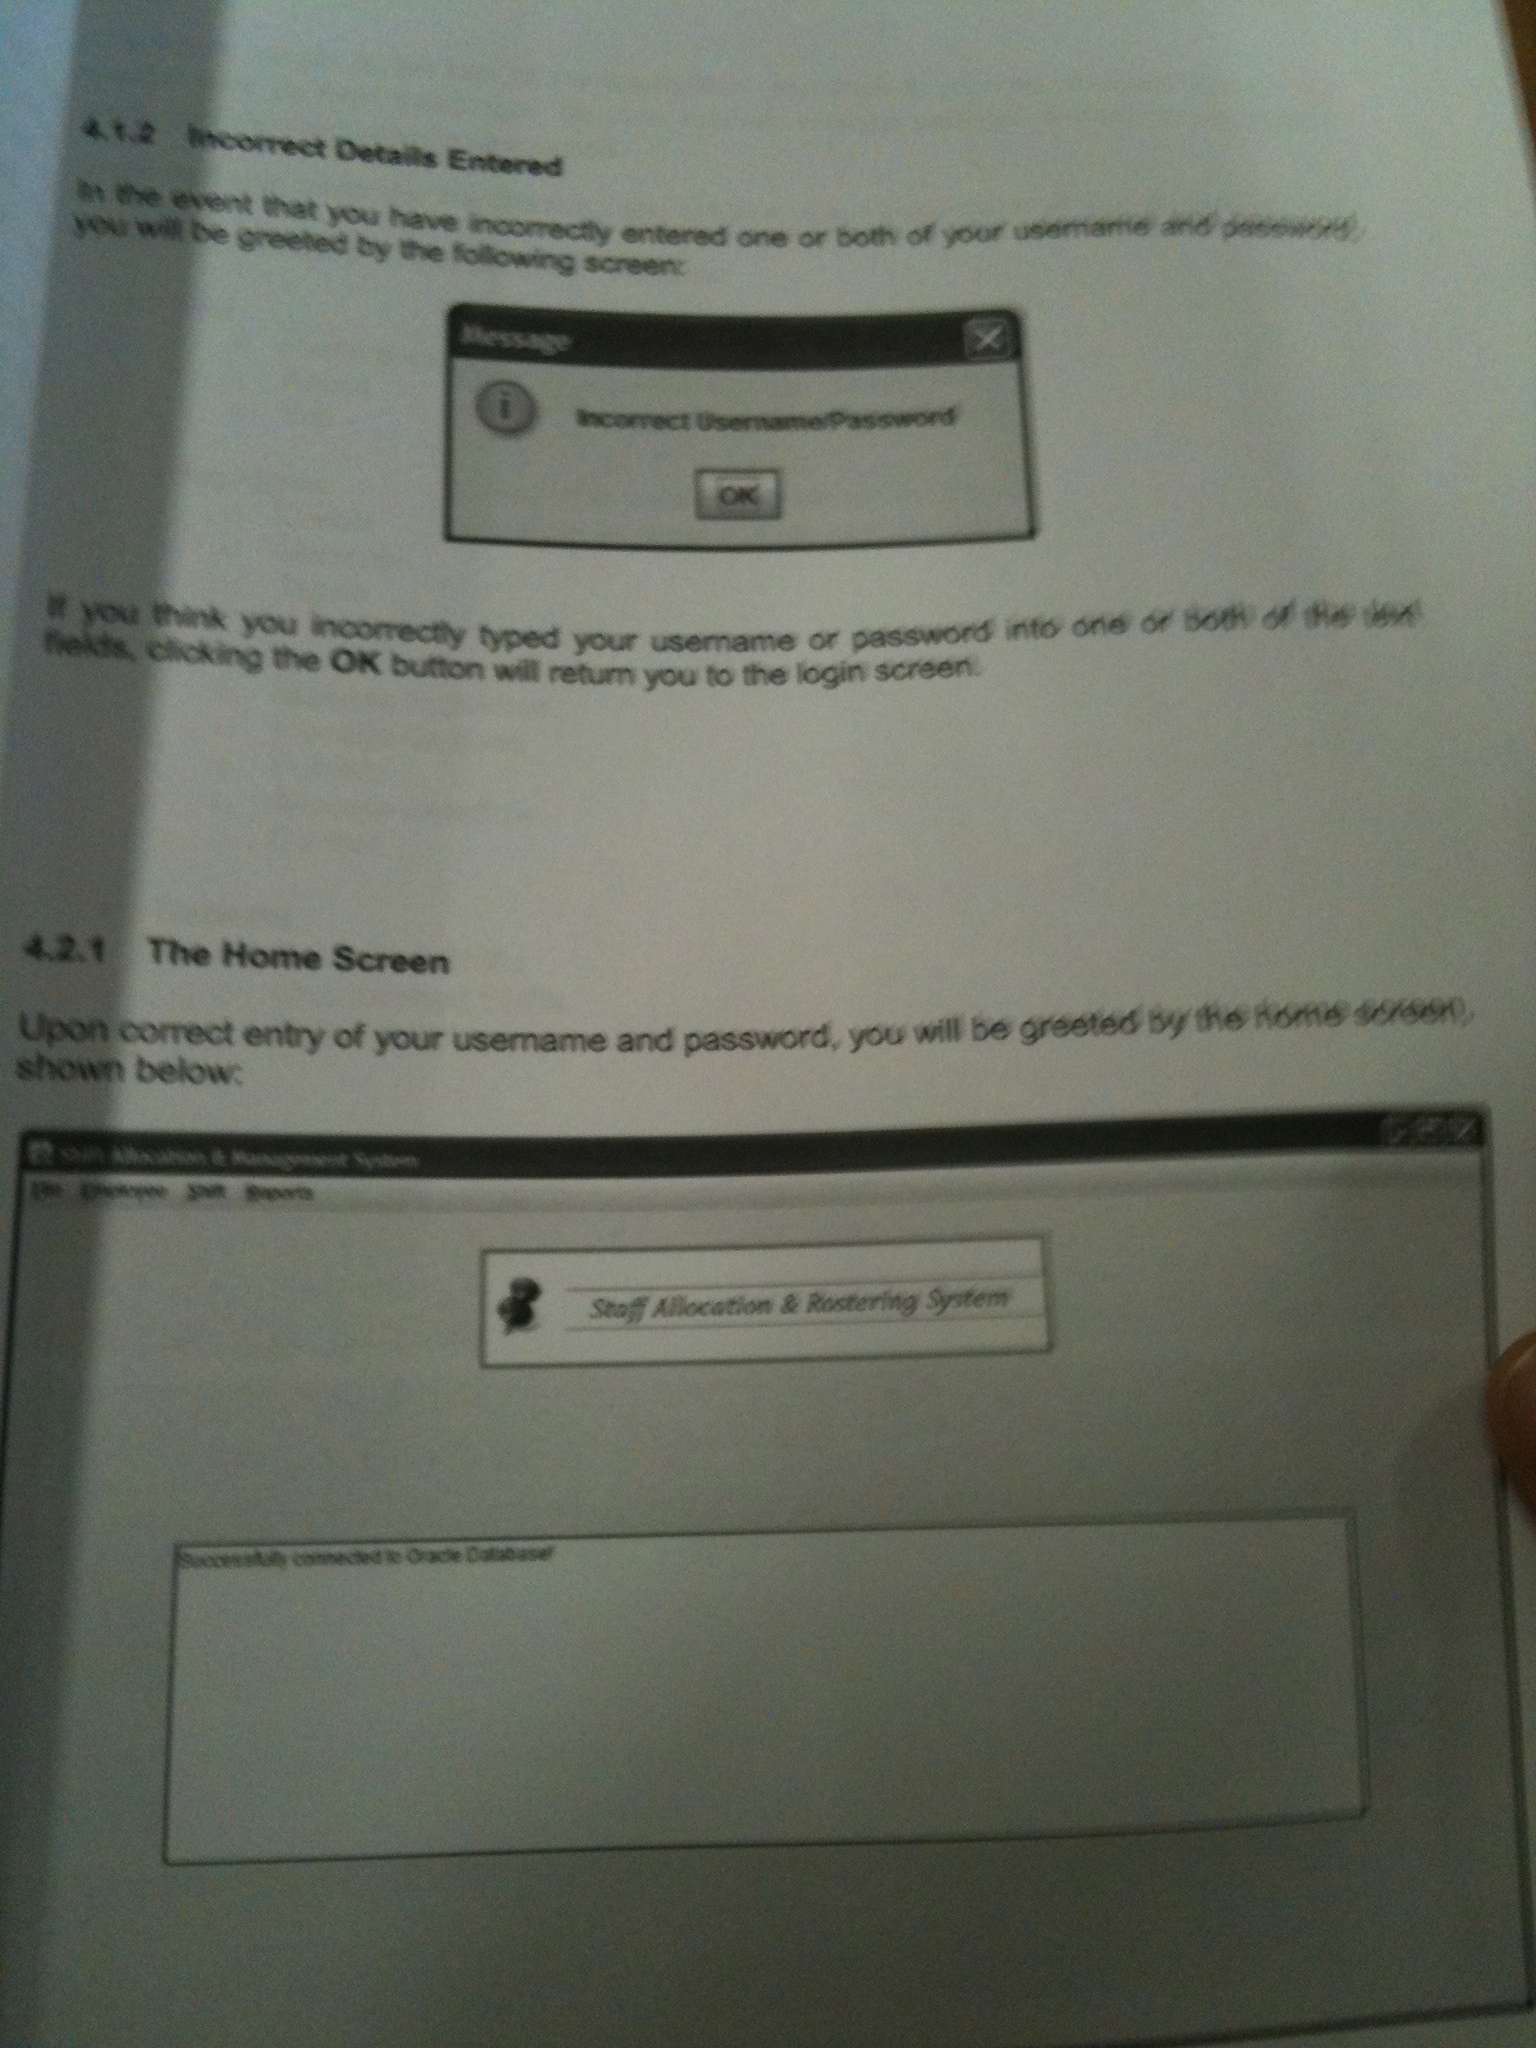 4.1.2 Incorrect Details Entered
In the event that you have incorrectly entered one or both of your username and password,
you will be greeted by the following screen:
Message
Incorrect Username/Password
OK
If you think you incorrectly typed your username or password into one or both of the text
fields, clicking the OK button will return you to the login screen.
4.2.1 The Home Screen
Upon correct entry of your username and password, you will be greeted by the home screen,
shown below:
Allocation & Management System
File Employee Shift Reports
Staff Allocation & Rostering System
Successfully connected to Oracle Database!